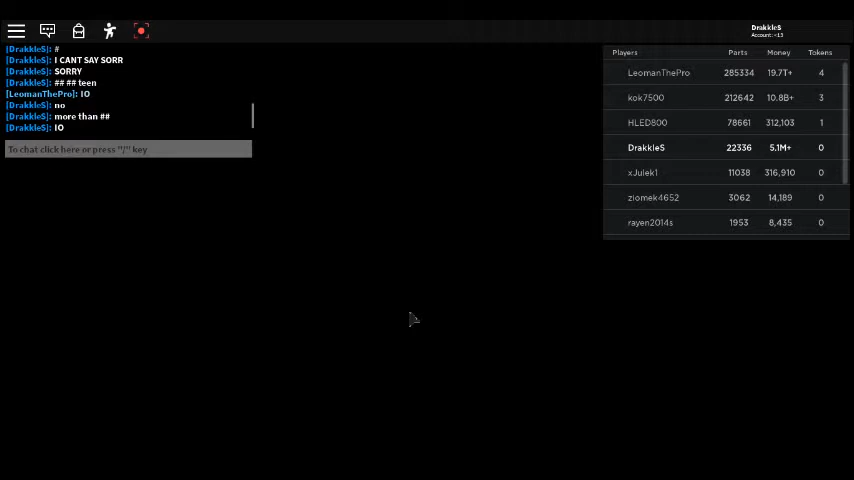 DrakkleS
Account: <13
[DrakkleS]: #
[DrakkleS]: I CANT SAY SORR
[DrakkleS]: SORRY
[DrakkleS]: ## ## teen
[LeomanThePro]: IO
[DrakkleS]: no
[DrakkleS]: more than ##
[DrakkleS]: IO
To chat click here or press "/" key
Players Parts Money Tokens
LeomanThePro 285334 19.7T+ 4
kok7500 212642 10.8B+ 3
HLED800 78661 312,103 1
DrakkleS 22336 5.1M+ 0
xJulek1 11038 316,910 0
ziomek4652 3062 14,189 0
rayen2014s 1953 8,435 0